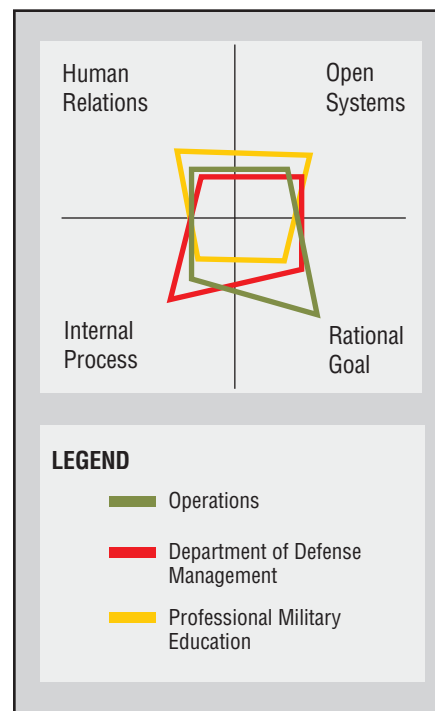 Human
Relations
Open
Systems
Internal
Process
Rational
Goal
LEGEND
Operations
Department of Defense
Management
Professional Military
Education